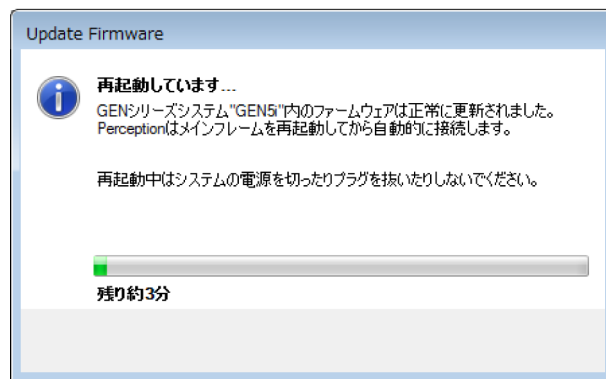 Update Firmware
再起動しています...
GENシリーズシステム"GEN5i"内のファームウェアは正常に更新されました。
Perceptionはメインフレームを再起動してから自動的に接続します。
再起動中はシステムの電源を切ったりプラグを抜いたりしないでください。
残り約3分